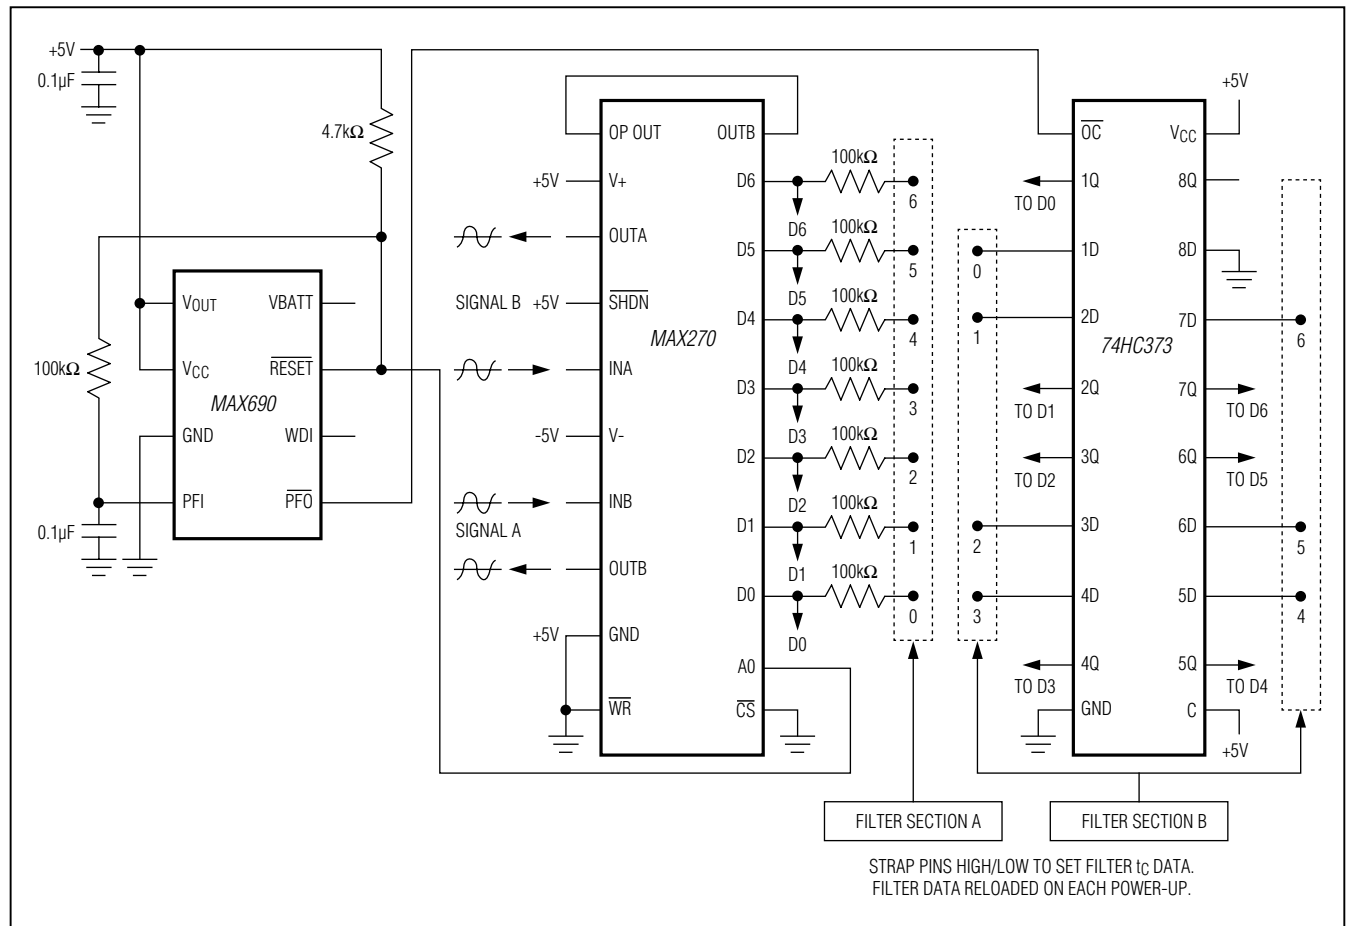 +5V
0.1µF
4.7kΩ
100kΩ
0.1µF
VOUT
VCC
GND
PFI
VBATT
RESET
WDI
PFO
MAX690
OP OUT
V+
OUTA
SHDN
INA
V-
INB
OUTB
GND
WR
OUTB
D6
D5
D4
D3
D2
D1
D0
A0
CS
MAX270
+5V
SIGNAL B
+5V
-5V
SIGNAL A
+5V
100kΩ
D6
6
100kΩ
D5
5
100kΩ
D4
4
100kΩ
D3
3
100kΩ
D2
2
100kΩ
D1
1
100kΩ
D0
0
0
1
2
3
OC
1Q
1D
2D
2Q
3Q
3D
4D
4Q
GND
TO D0
TO D1
TO D2
TO D3
74HC373
VCC
8Q
8D
7D
7Q
6Q
6D
5D
5Q
C
+5V
TO D6
TO D5
TO D4
+5V
6
5
4
FILTER SECTION A
FILTER SECTION B
STRAP PINS HIGH/LOW TO SET FILTER tC DATA.
FILTER DATA RELOADED ON EACH POWER-UP.